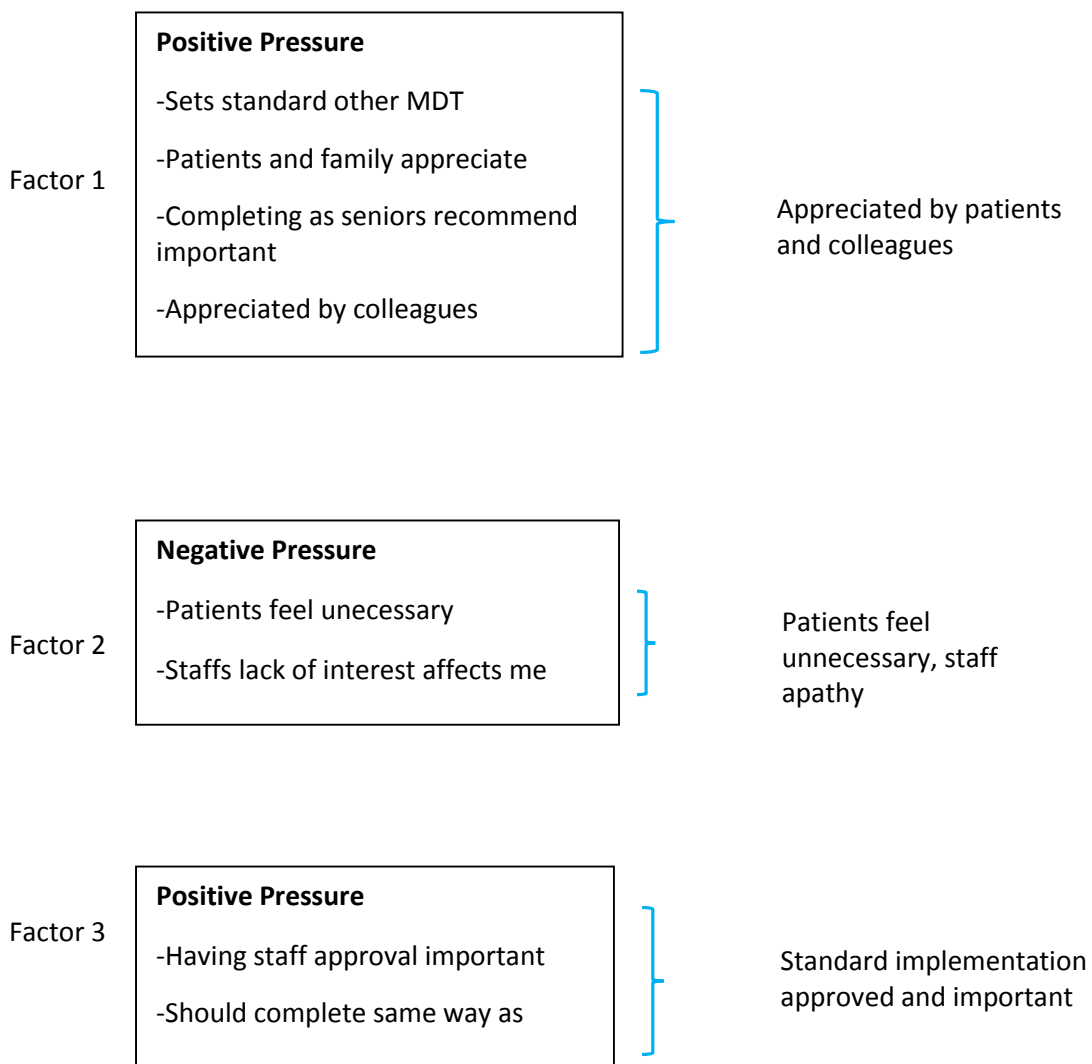 Factor 1
Positive Pressure
-Sets standard other MDT
-Patients and family appreciate
-Completing as seniors recommend
important
-Appreciated by colleagues
Appreciated by patients
and colleagues
Factor 2
Negative Pressure
-Patients feel unecessary
-Staffs lack of interest affects me
Patients feel
unnecessary, staff
apathy
Factor 3
Positive Pressure
-Having staff approval important
-Should complete same way as
Standard implementation
approved and important